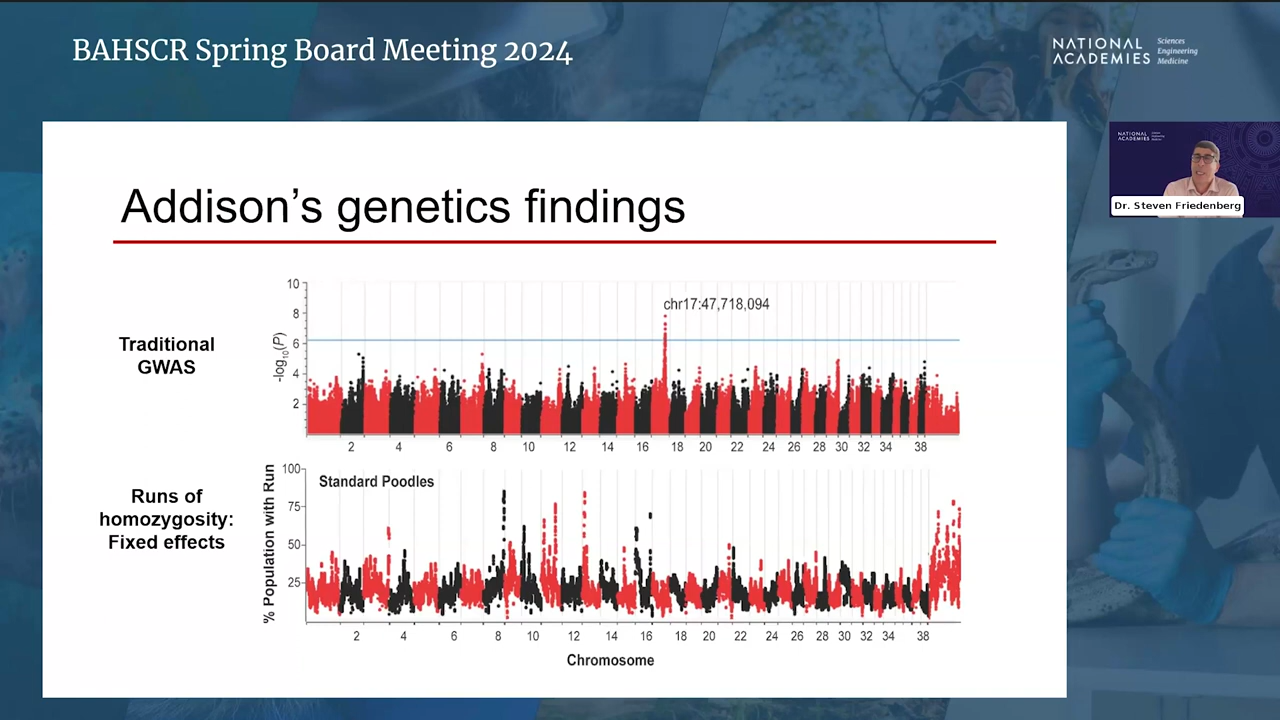 BAHSCR Spring Board Meeting 2024
NATIONAL
ACADEMIES
Sciences
Engineering
Medicine
NATIONAL
ACADEMIES
Dr. Steven Friedenberg
Addison's genetics findings
Traditional
GWAS
-log10(P)
10
8
6
4
2
chr17:47,718,094
2 4 6 8 10 12 14 16 18 20 22 24 26 28 30 32 34 38
Runs of
homozygosity:
Fixed effects
% Population with Run
100
75
50
25
Standard Poodles
2 4 6 8 10 12 14 16 18 20 22 24 26 28 30 32 34 38
Chromosome